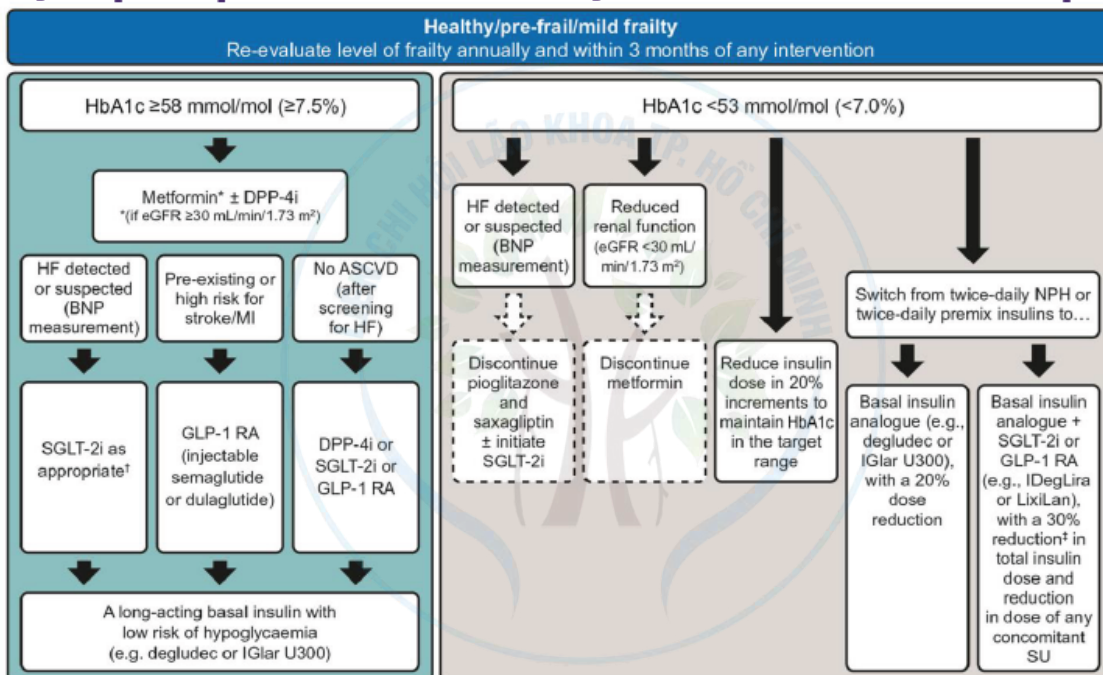 Healthy/pre-frail/mild frailty
Re-evaluate level of frailty annually and within 3 months of any intervention
HbA1c ≥58 mmol/mol (≥7.5%)
Metformin* ± DPP-4i
*(if eGFR ≥30 mL/min/1.73 m²)
HF detected
or suspected
(BNP
measurement)
Pre-existing or
high risk for
stroke/MI
No ASCVD
(after
screening
for HF)
SGLT-2i as
appropriate†
GLP-1 RA
(injectable
semaglutide
or dulaglutide)
DPP-4i or
SGLT-2i or
GLP-1 RA
A long-acting basal insulin with
low risk of hypoglycaemia
(e.g. degludec or IGlar U300)
HbA1c <53 mmol/mol (<7.0%)
HF detected
or suspected
(BNP
measurement)
Reduced
renal function
(eGFR <30 mL/
min/1.73 m²)
Discontinue
pioglitazone
and
saxagliptin
± initiate
SGLT-2i
Discontinue
metformin
Reduce insulin
dose in 20%
increments to
maintain HbA1c
in the target
range
Switch from twice-daily NPH or
twice-daily premix insulins to…
Basal insulin
analogue (e.g.,
degludec or
IGlar U300),
with a 20%
dose
reduction
Basal insulin
analogue +
SGLT-2i or
GLP-1 RA
(e.g., IDegLira
or LixiLan),
with a 30%
reduction‡ in
total insulin
dose and
reduction
in dose of any
concomitant
SU
CHI HỘI LÃO KHOA TP. HỒ CHÍ MINH